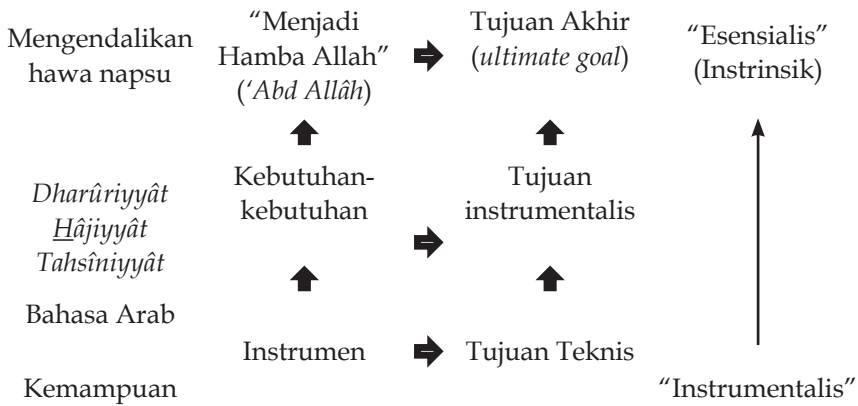 Mengendalikan
hawa napsu
“Menjadi
Hamba Allah”
(‘Abd Allâh)
Tujuan Akhir
(ultimate goal)
“Esensialis”
(Instrinsik)
Dharûriyyât
Hâjiyyât
Tahsîniyyât
Kebutuhan-
kebutuhan
Tujuan
instrumentalis
Bahasa Arab
Instrumen
Tujuan Teknis
Kemampuan
“Instrumentalis”